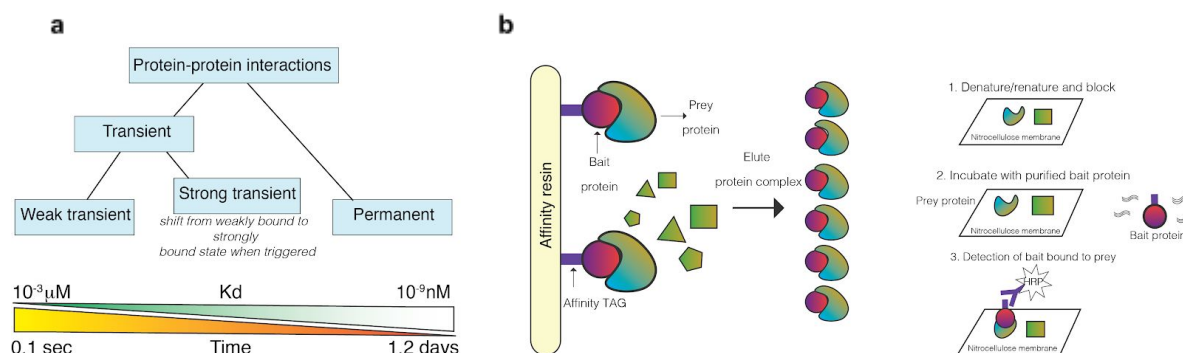 a
Protein-protein interactions
Transient
Weak transient
Strong transient
shift from weakly bound to
strongly
bound state when triggered
Permanent
10⁻³μM
Kd
10⁻⁹nM
0.1 sec
Time
1.2 days
b
Affinity resin
Prey
protein
Bait
protein
Affinity TAG
Elute
protein complex
1. Denature/renature and block
Nitrocellulose membrane
2. Incubate with purified bait protein
Prey protein
Nitrocellulose membrane
Bait protein
3. Detection of bait bound to prey
HRP
Nitrocellulose membrane